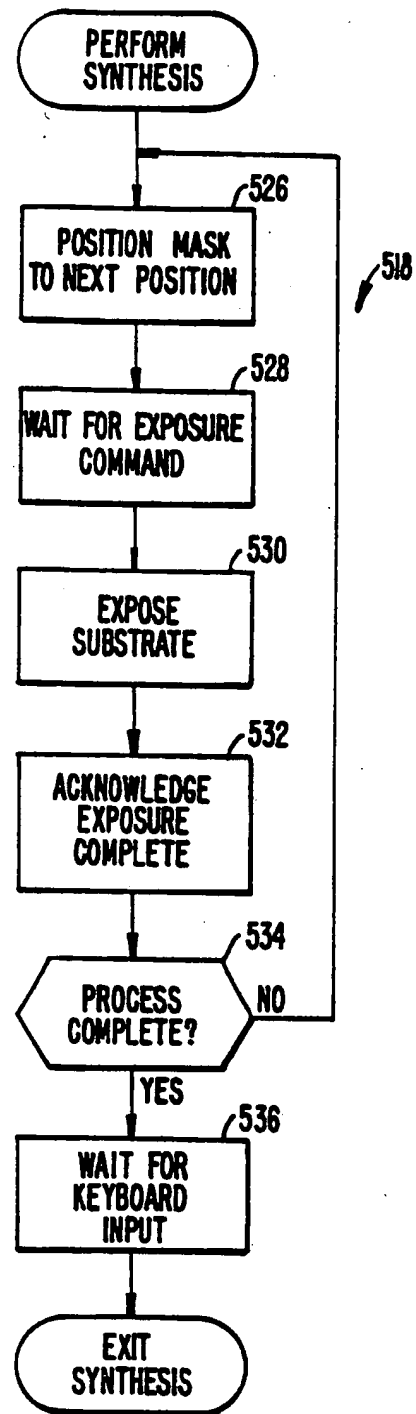 PERFORM
SYNTHESIS
526
POSITION MASK
TO NEXT POSITION
518
528
WAIT FOR EXPOSURE
COMMAND
530
EXPOSE
SUBSTRATE
532
ACKNOWLEDGE
EXPOSURE
COMPLETE
534
PROCESS
COMPLETE?
NO
YES
536
WAIT FOR
KEYBOARD
INPUT
EXIT
SYNTHESIS